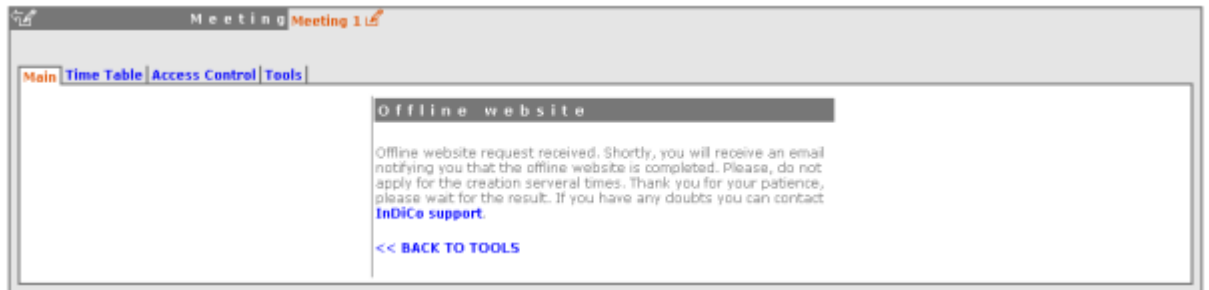 Meeting Meeting 1
Main Time Table Access Control Tools
Offline website
Offline website request received. Shortly, you will receive an email
notifying you that the offline website is completed. Please, do not
apply for the creation serveral times. Thank you for your patience,
please wait for the result. If you have any doubts you can contact
InDiCo support.
<< BACK TO TOOLS